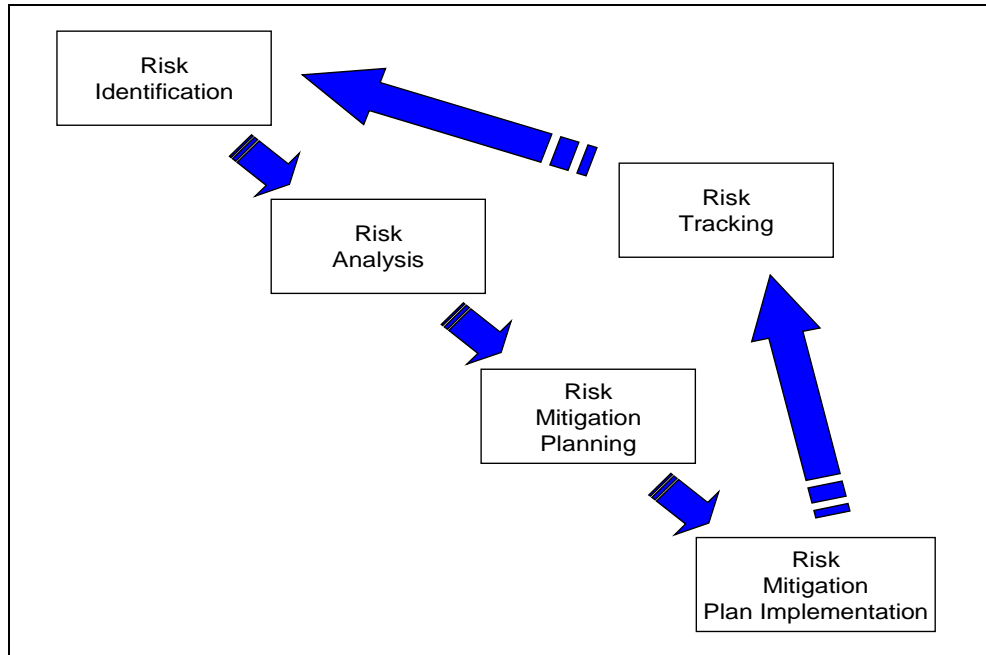 Risk
Identification
Risk
Tracking
Risk
Analysis
Risk
Mitigation
Planning
Risk
Mitigation
Plan Implementation